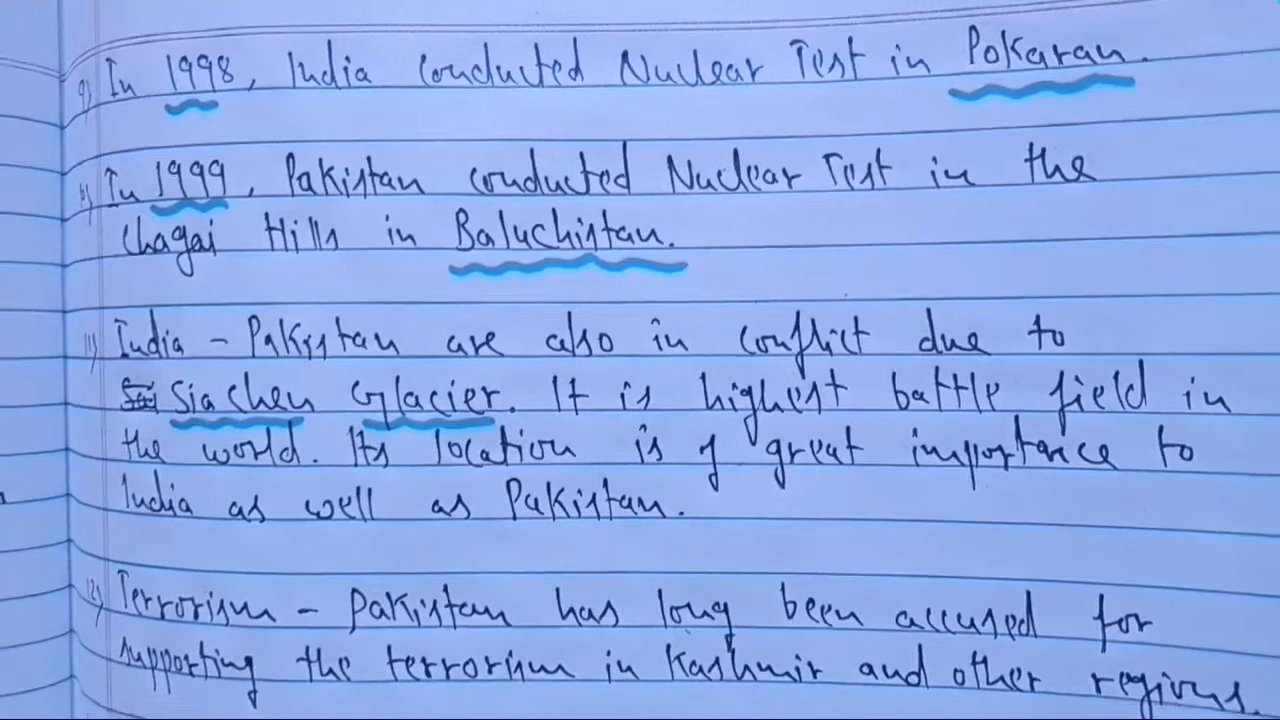 9) In 1998, India conducted Nuclear Test in Pokaran.
In 1999, Pakistan conducted Nuclear Test in the
Chagai Hills in Baluchistan.
11) India - Pakistan are also in conflict due to
Siachen Glacier. It is highest battle field in
the world. Its location is of great importance to
India as well as Pakistan.
12) Terrorism - Pakistan has long been accused for
supporting the terrorism in Kashmir and other regions.